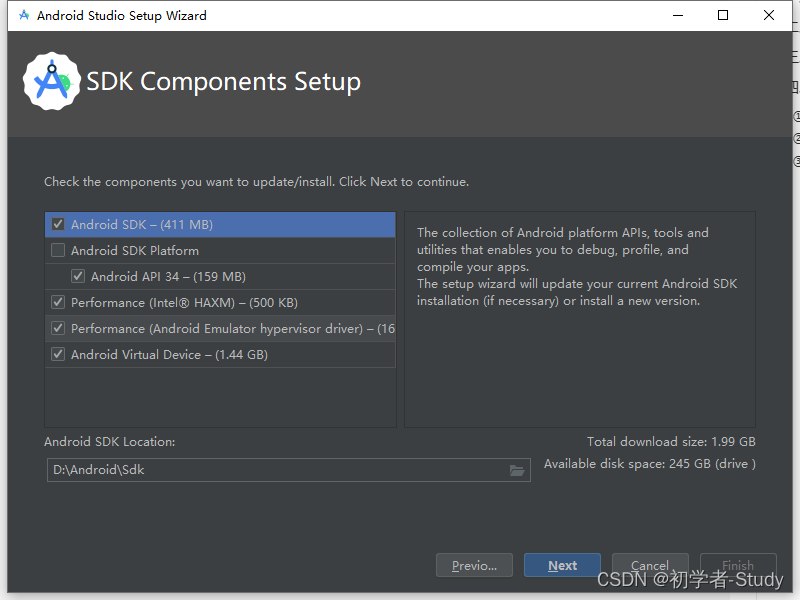 Android Studio Setup Wizard
SDK Components Setup
Check the components you want to update/install. Click Next to continue.
Android SDK – (411 MB)
Android SDK Platform
Android API 34 – (159 MB)
Performance (Intel® HAXM) – (500 KB)
Performance (Android Emulator hypervisor driver) – (16
Android Virtual Device – (1.44 GB)
The collection of Android platform APIs, tools and
utilities that enables you to debug, profile, and
compile your apps.
The setup wizard will update your current Android SDK
installation (if necessary) or install a new version.
Android SDK Location:
Total download size: 1.99 GB
D:\Android\Sdk
Available disk space: 245 GB (drive )
Previo...
Next
Cancel
Finish
CSDN @初学者-Study
三
四
①
②
③